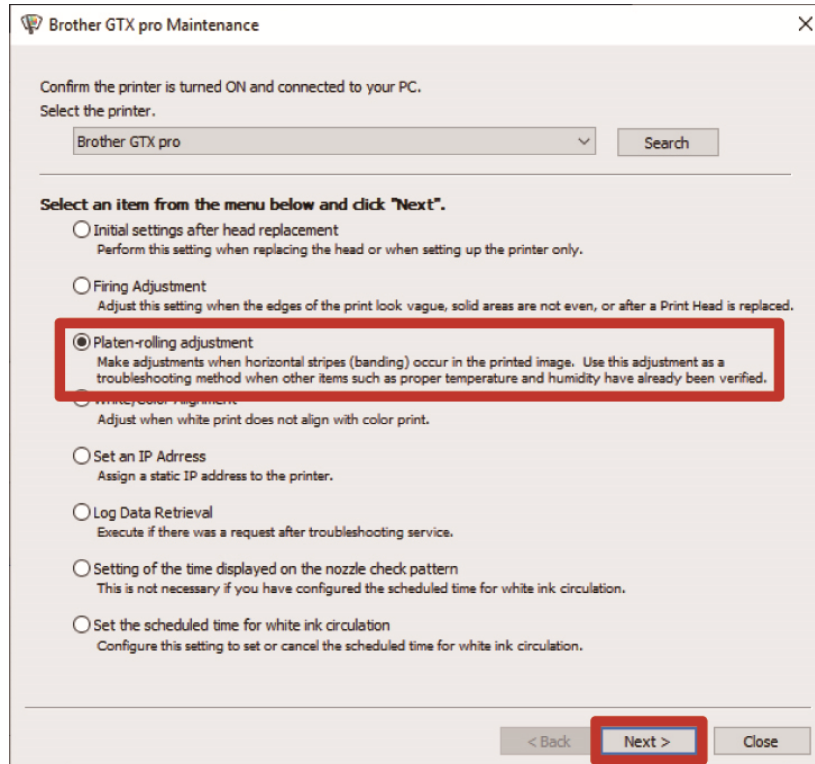 Brother GTX pro Maintenance
Confirm the printer is turned ON and connected to your PC.
Select the printer.
Brother GTX pro
Search
Select an item from the menu below and click "Next".
Initial settings after head replacement
Perform this setting when replacing the head or when setting up the printer only.
Firing Adjustment
Adjust this setting when the edges of the print look vague, solid areas are not even, or after a Print Head is replaced.
Platen-rolling adjustment
Make adjustments when horizontal stripes (banding) occur in the printed image. Use this adjustment as a
troubleshooting method when other items such as proper temperature and humidity have already been verified.
White/Color Alignment
Adjust when white print does not align with color print.
Set an IP Adrress
Assign a static IP address to the printer.
Log Data Retrieval
Execute if there was a request after troubleshooting service.
Setting of the time displayed on the nozzle check pattern
This is not necessary if you have configured the scheduled time for white ink circulation.
Set the scheduled time for white ink circulation
Configure this setting to set or cancel the scheduled time for white ink circulation.
< Back
Next >
Close